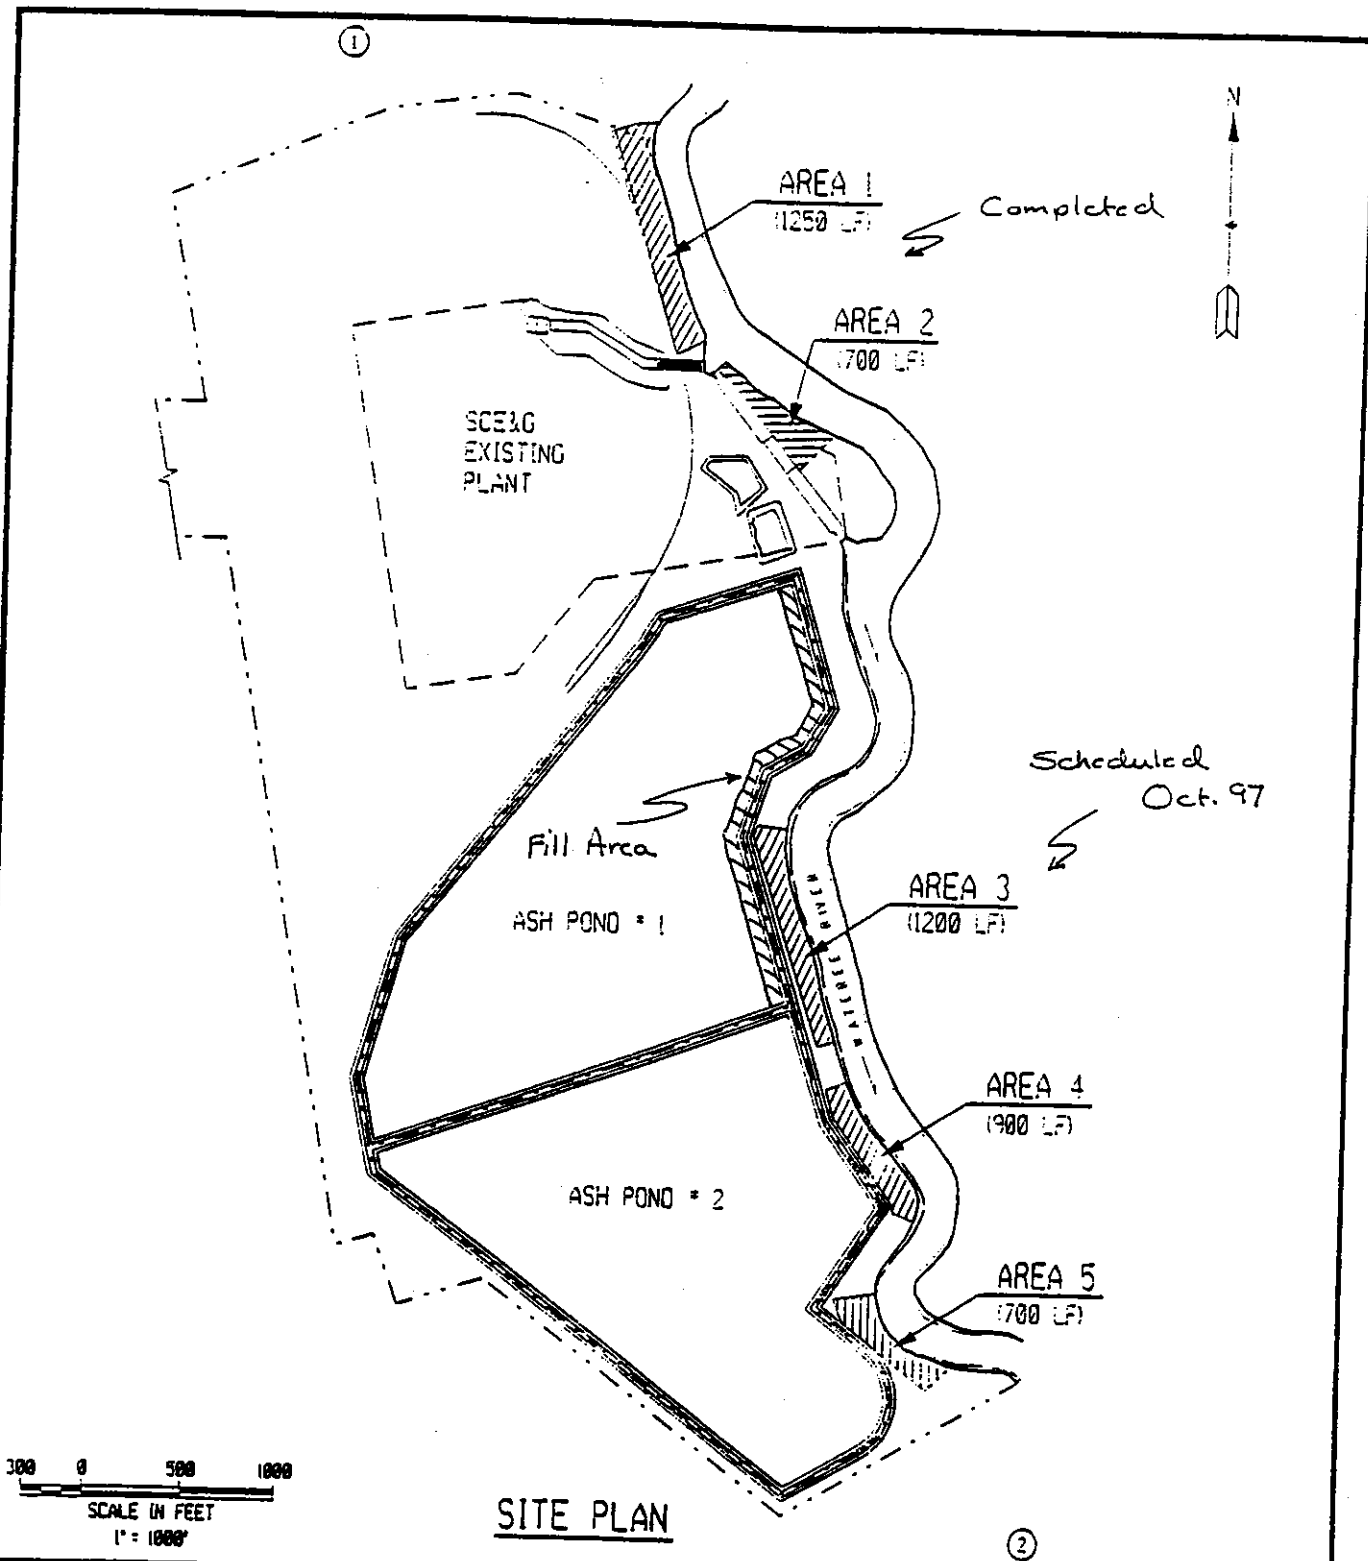 1
N
AREA 1
(1250 LF)
Completed
AREA 2
(700 LF)
SCE&G
EXISTING
PLANT
Scheduled
Oct. 97
Fill Area
AREA 3
(1200 LF)
ASH POND # 1
WATEREE RIVER
AREA 4
(900 LF)
ASH POND # 2
AREA 5
(700 LF)
300 0 500 1000
SCALE IN FEET
1" = 1000'
SITE PLAN
2